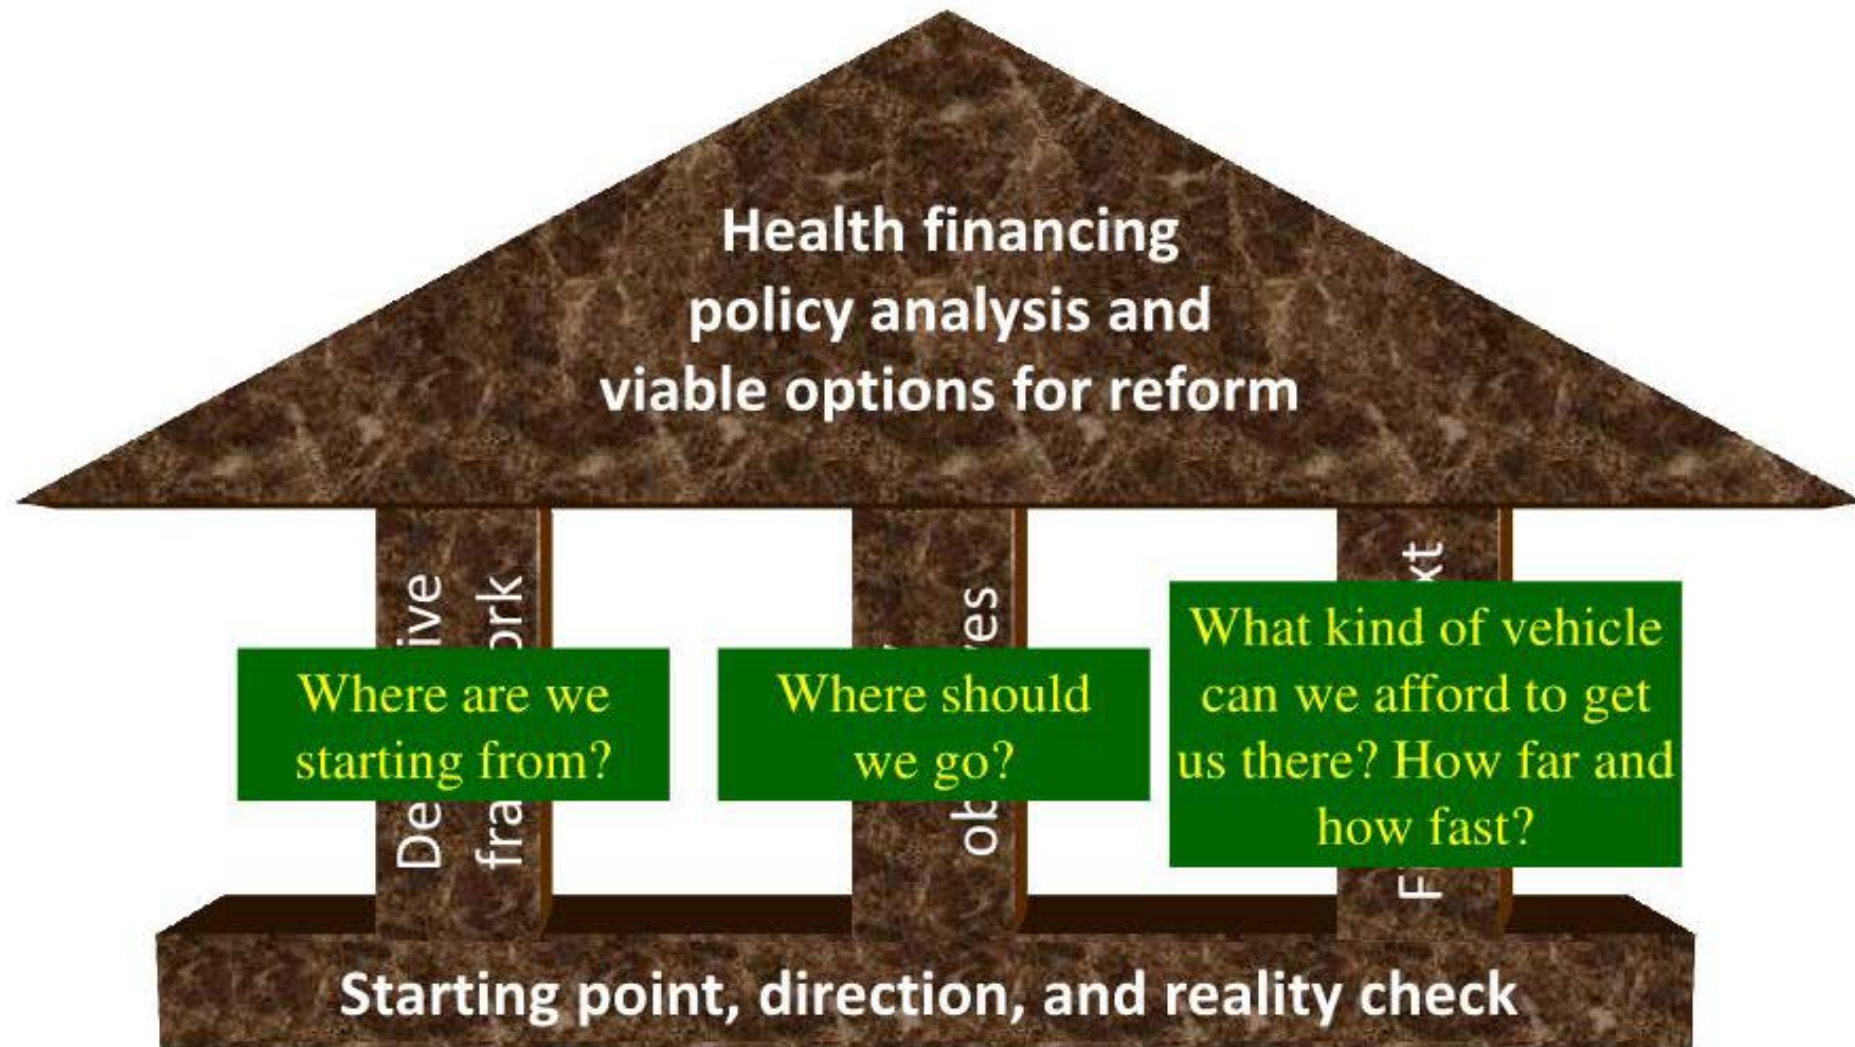 Health financing
policy analysis and
viable options for reform
Where are we
starting from?
Where should
we go?
What kind of vehicle
can we afford to get
us there? How far and
how fast?
Starting point, direction, and reality check